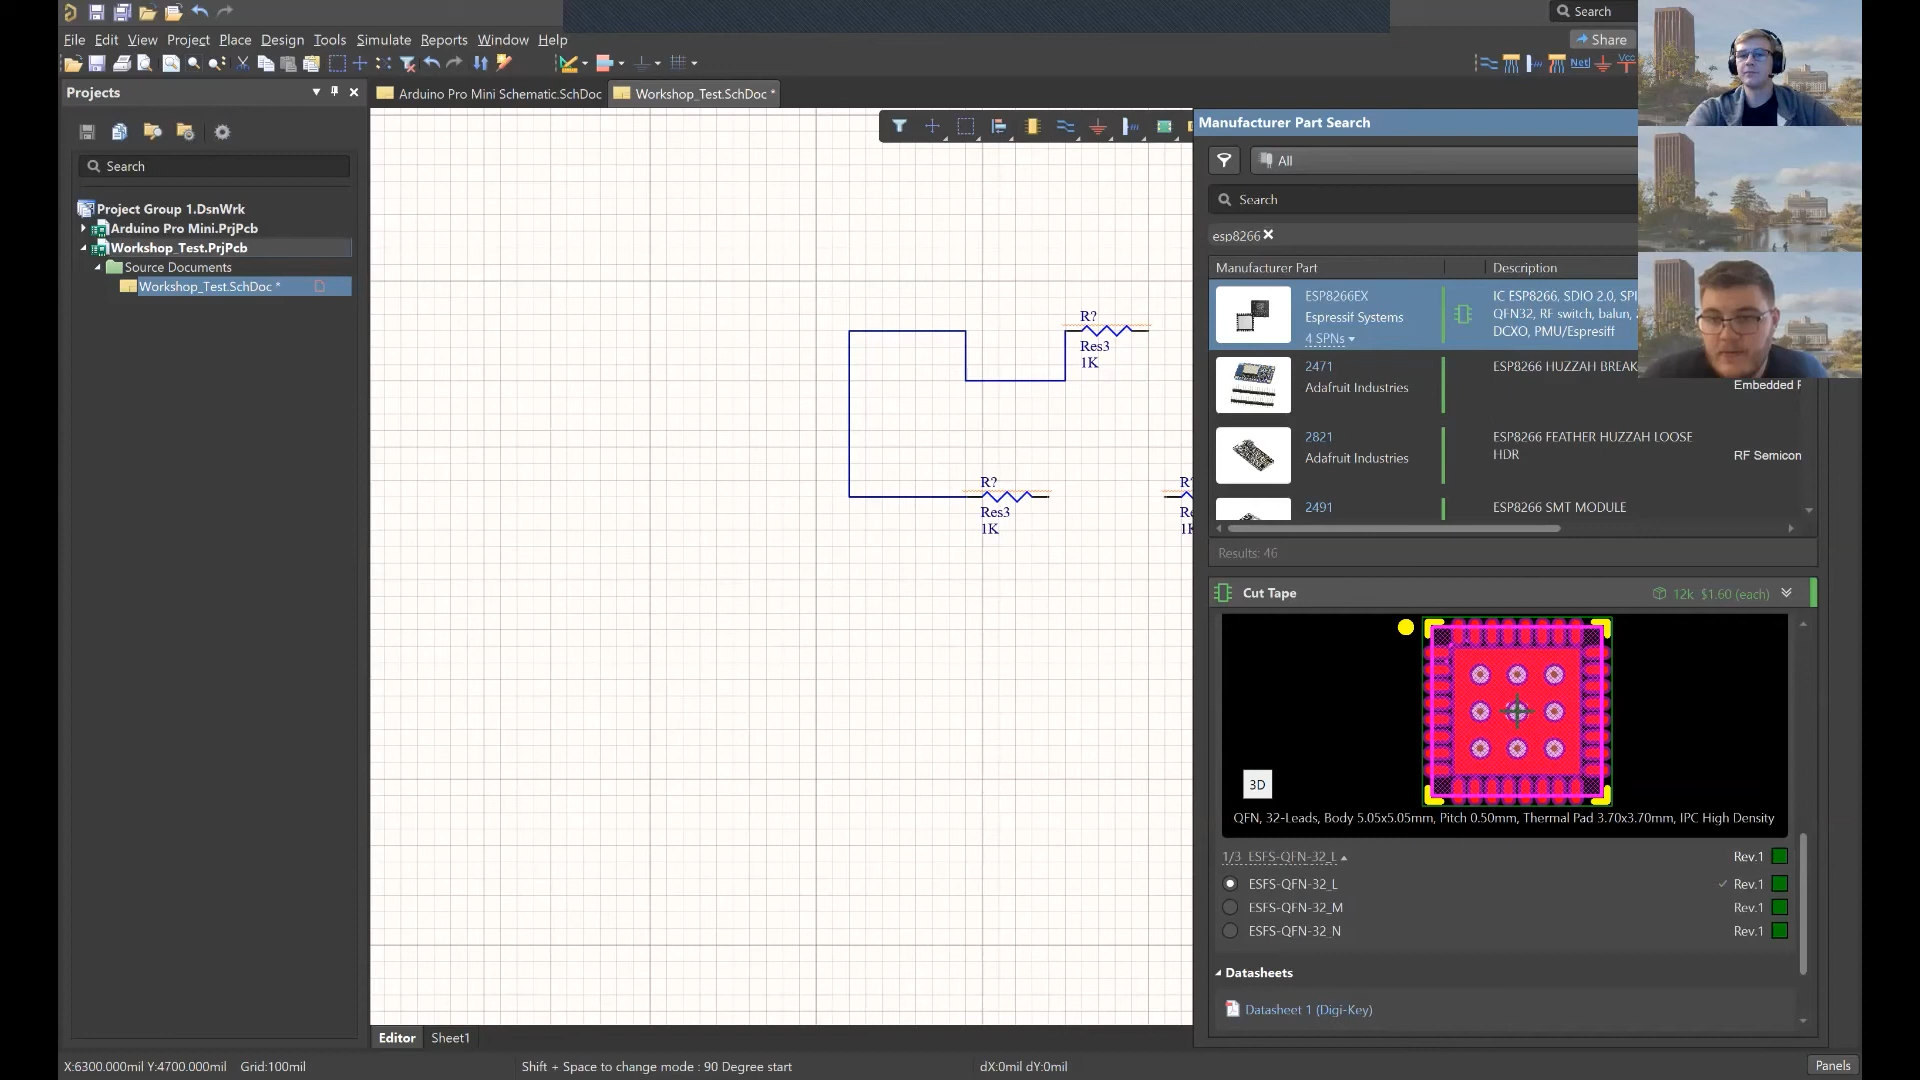 Search
File Edit View Project Place Design Tools Simulate Reports Window Help
Share
Net
Vcc
Projects
Arduino Pro Mini Schematic.SchDoc
Workshop_Test.SchDoc *
Search
Project Group 1.DsnWrk
Arduino Pro Mini.PrjPcb
Workshop_Test.PrjPcb
Source Documents
Workshop_Test.SchDoc *
R?
Res3
1K
R?
Res3
1K
R?
Manufacturer Part Search
All
Search
esp8266
Manufacturer Part Description
ESP8266EX
Espressif Systems
4 SPNs
IC ESP8266, SDIO 2.0, SPI
QFN32, RF switch, balun,
DCXO, PMU/Espresiff
2471
Adafruit Industries
ESP8266 HUZZAH BREAK
Embedded
2821
Adafruit Industries
ESP8266 FEATHER HUZZAH LOOSE
HDR
RF Semicon
2491
ESP8266 SMT MODULE
Results: 46
Cut Tape
12k $1.60 (each)
3D
QFN, 32-Leads, Body 5.05x5.05mm, Pitch 0.50mm, Thermal Pad 3.70x3.70mm, IPC High Density
1/3 ESFS-QFN-32_L Rev.1
ESFS-QFN-32_L Rev.1
ESFS-QFN-32_M Rev.1
ESFS-QFN-32_N Rev.1
Datasheets
Datasheet 1 (Digi-Key)
Editor Sheet1
X:6300.000mil Y:4700.000mil Grid:100mil
Shift + Space to change mode : 90 Degree start
dX:0mil dY:0mil
Panels